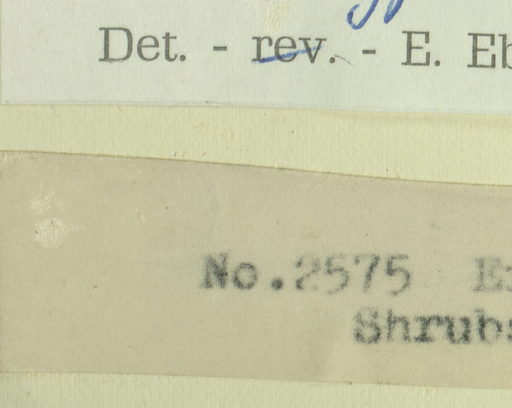 Det. - rev. - E.
No.2575